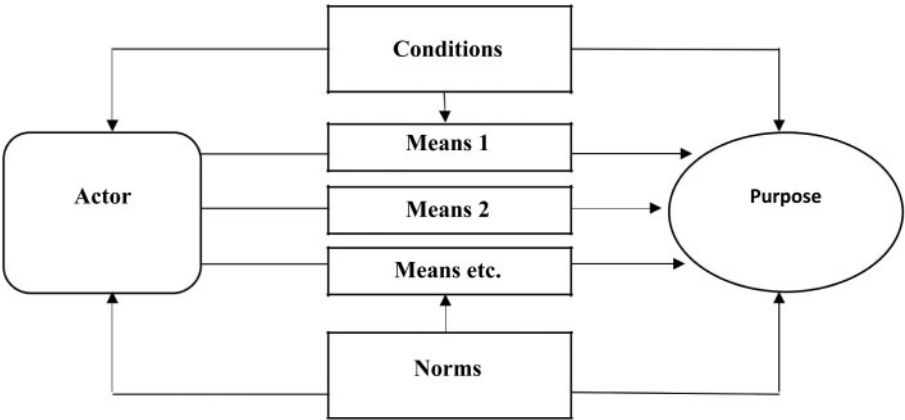 Conditions
Means 1
Actor
Means 2
Purpose
Means etc.
Norms